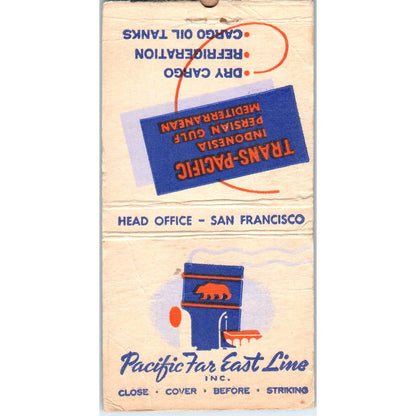 • DRY CARGO
• REFRIGERATION
• CARGO OIL TANKS
TRANS-PACIFIC
INDONESIA
PERSIAN GULF
MEDITERRANEAN
HEAD OFFICE - SAN FRANCISCO
Pacific Far East Line
INC.
CLOSE • COVER • BEFORE • STRIKING